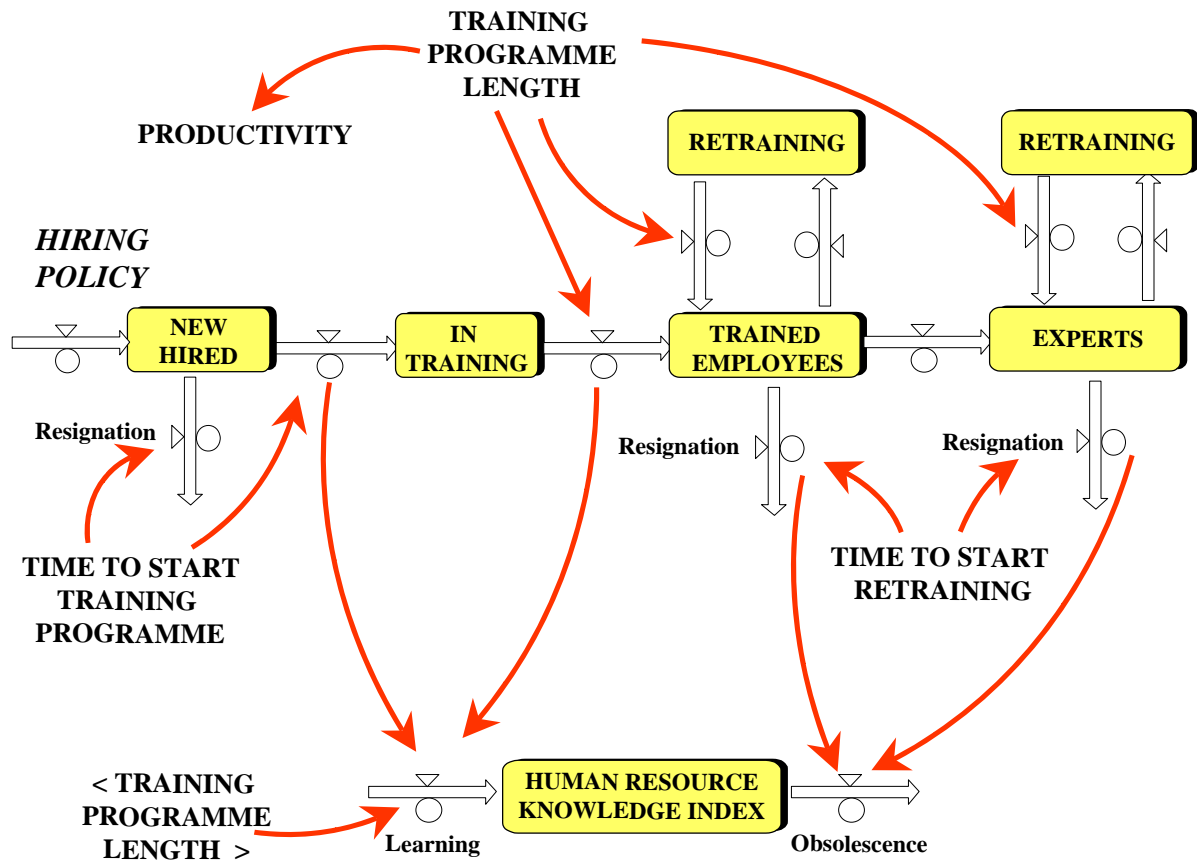 TRAINING
PROGRAMME
LENGTH
PRODUCTIVITY
RETRAINING
RETRAINING
HIRING
POLICY
NEW
HIRED
IN
TRAINING
TRAINED
EMPLOYEES
EXPERTS
Resignation
Resignation
Resignation
TIME TO START
TRAINING
PROGRAMME
TIME TO START
RETRAINING
< TRAINING
PROGRAMME
LENGTH >
Learning
HUMAN RESOURCE
KNOWLEDGE INDEX
Obsolescence